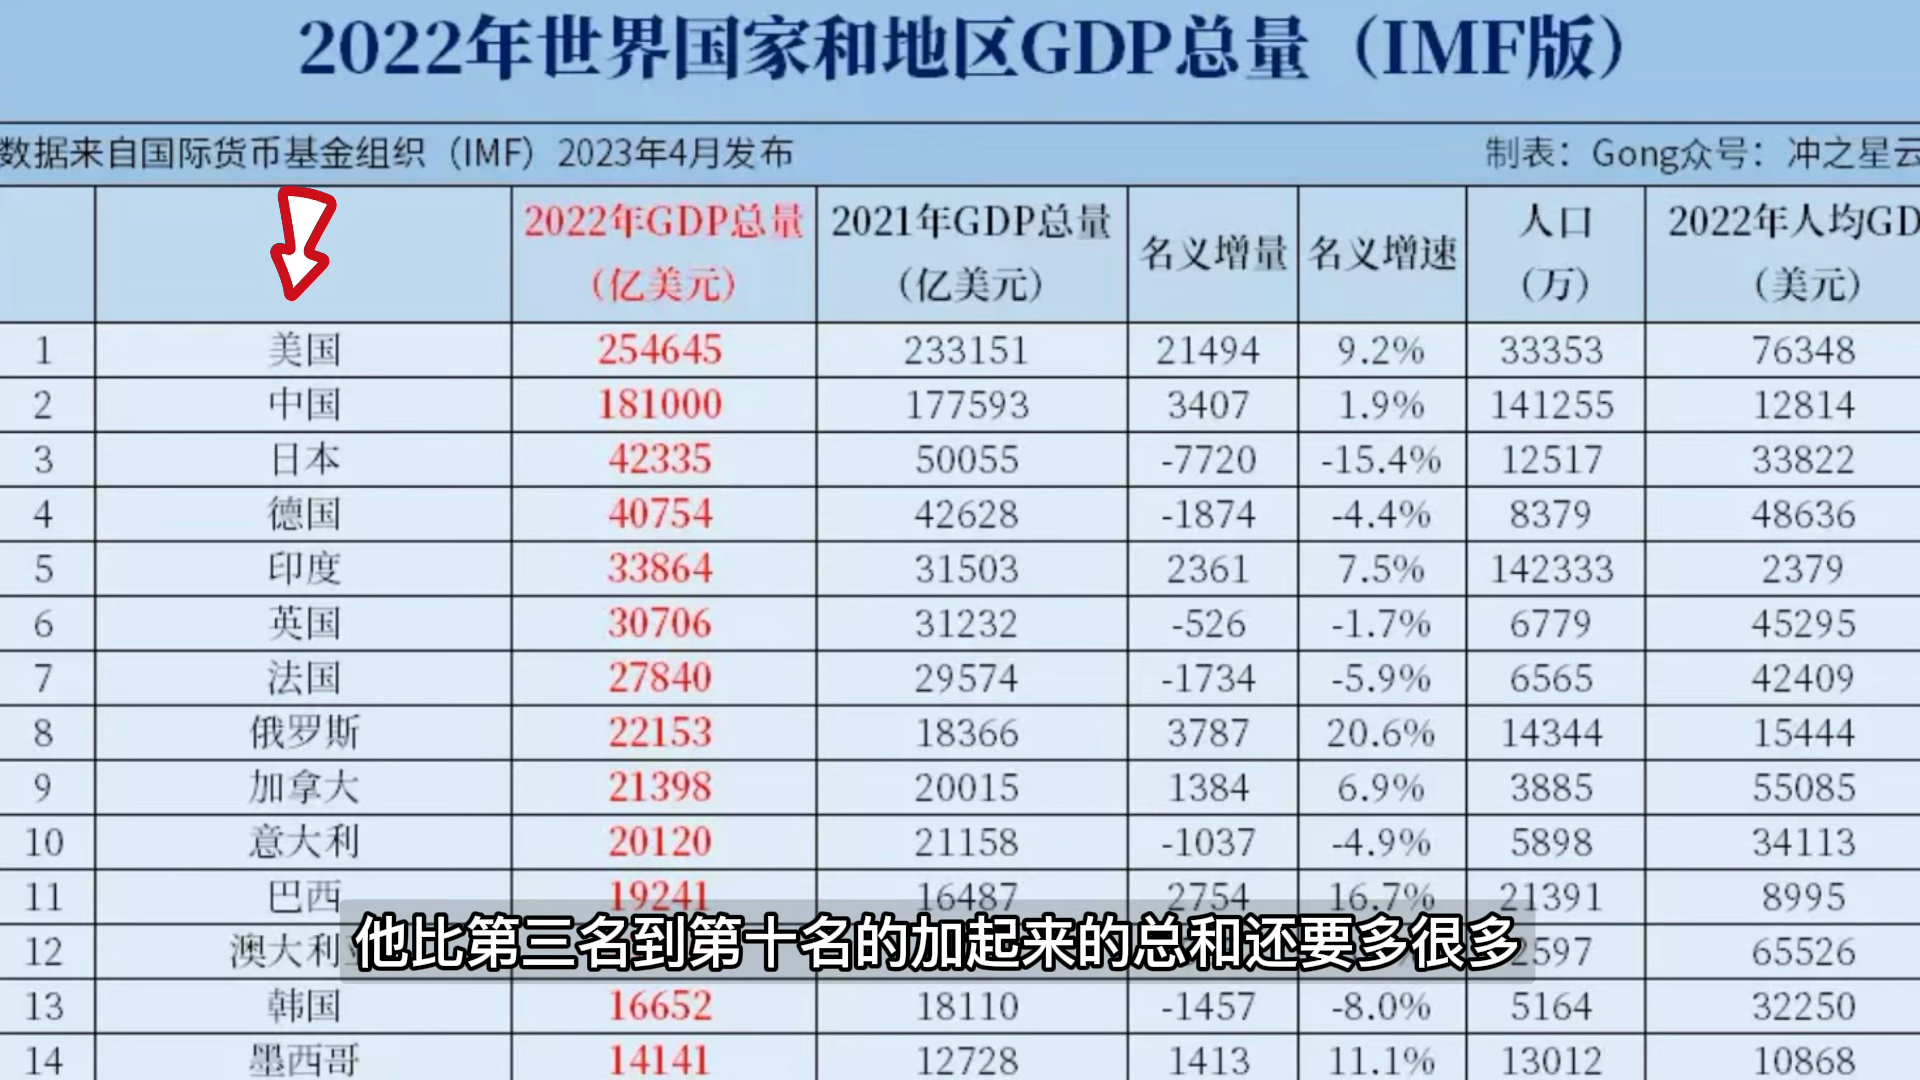 2022年世界国家和地区GDP总量（IMF版）
数据来自国际货币基金组织（IMF）2023年4月发布 制表：Gong众号：冲之星云
2022年GDP总量（亿美元） 2021年GDP总量（亿美元） 名义增量 名义增速 人口（万） 2022年人均GD（美元）
1 美国 254645 233151 21494 9.2% 33353 76348
2 中国 181000 177593 3407 1.9% 141255 12814
3 日本 42335 50055 -7720 -15.4% 12517 33822
4 德国 40754 42628 -1874 -4.4% 8379 48636
5 印度 33864 31503 2361 7.5% 142333 2379
6 英国 30706 31232 -526 -1.7% 6779 45295
7 法国 27840 29574 -1734 -5.9% 6565 42409
8 俄罗斯 22153 18366 3787 20.6% 14344 15444
9 加拿大 21398 20015 1384 6.9% 3885 55085
10 意大利 20120 21158 -1037 -4.9% 5898 34113
11 巴西 19241 16487 2754 16.7% 21391 8995
12 澳大利 2597 65526
他比第三名到第十名的加起来的总和还要多很多
13 韩国 16652 18110 -1457 -8.0% 5164 32250
14 墨西哥 14141 12728 1413 11.1% 13012 10868